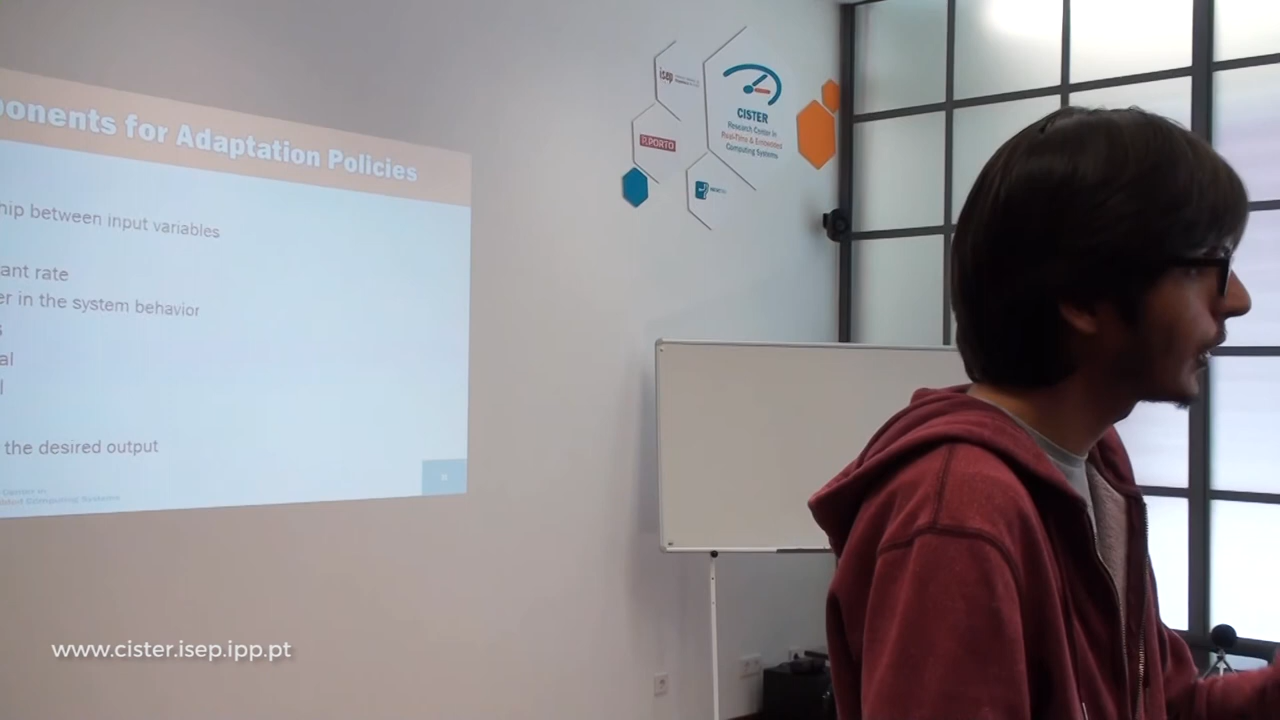 ponents for Adaptation Policies
hip between input variables
ant rate
er in the system behavior
s
al
l
the desired output
isep
P.PORTO
CISTER
Research Center in
Real-Time & Embedded
Computing Systems
www.cister.isep.ipp.pt